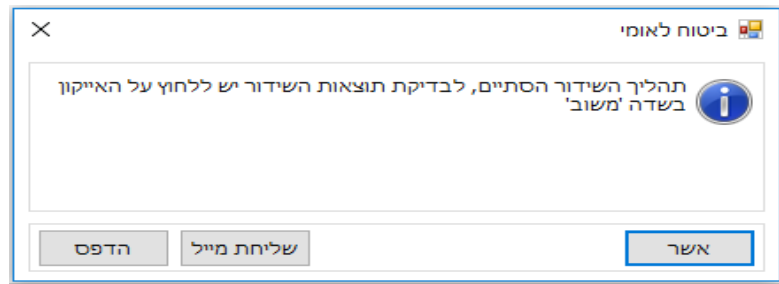 ביטוח לאומי
תהליך השידור הסתיים, לבדיקת תוצאות השידור יש ללחוץ על האייקון
בשדה 'משוב'
אשר
שליחת מייל
הדפס